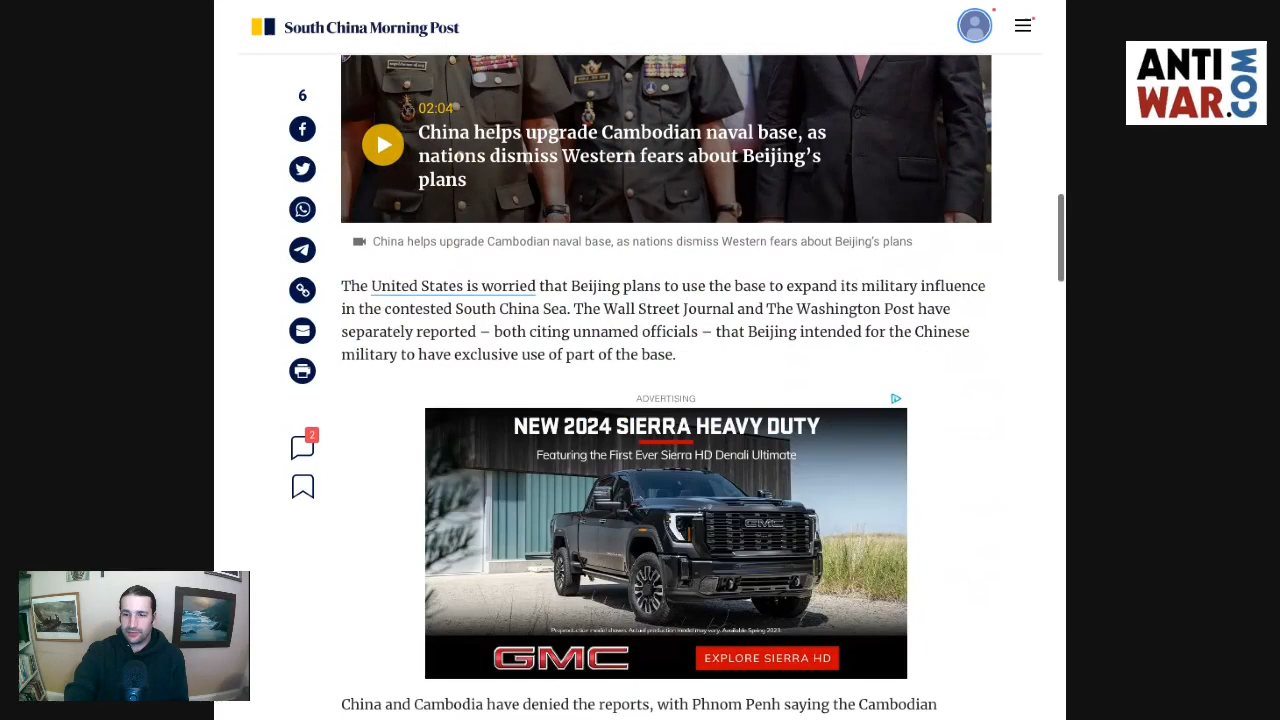 South China Morning Post
ANTI
WAR.COM
6
02:04
China helps upgrade Cambodian naval base, as
nations dismiss Western fears about Beijing's
plans
China helps upgrade Cambodian naval base, as nations dismiss Western fears about Beijing's plans
The United States is worried that Beijing plans to use the base to expand its military influence
in the contested South China Sea. The Wall Street Journal and The Washington Post have
separately reported – both citing unnamed officials – that Beijing intended for the Chinese
military to have exclusive use of part of the base.
2
ADVERTISING
NEW 2024 SIERRA HEAVY DUTY
Featuring the First Ever Sierra HD Denali Ultimate
GMC
Preproduction model shown. Actual production model may vary. Available Spring 2023.
GMC
EXPLORE SIERRA HD
China and Cambodia have denied the reports, with Phnom Penh saying the Cambodian